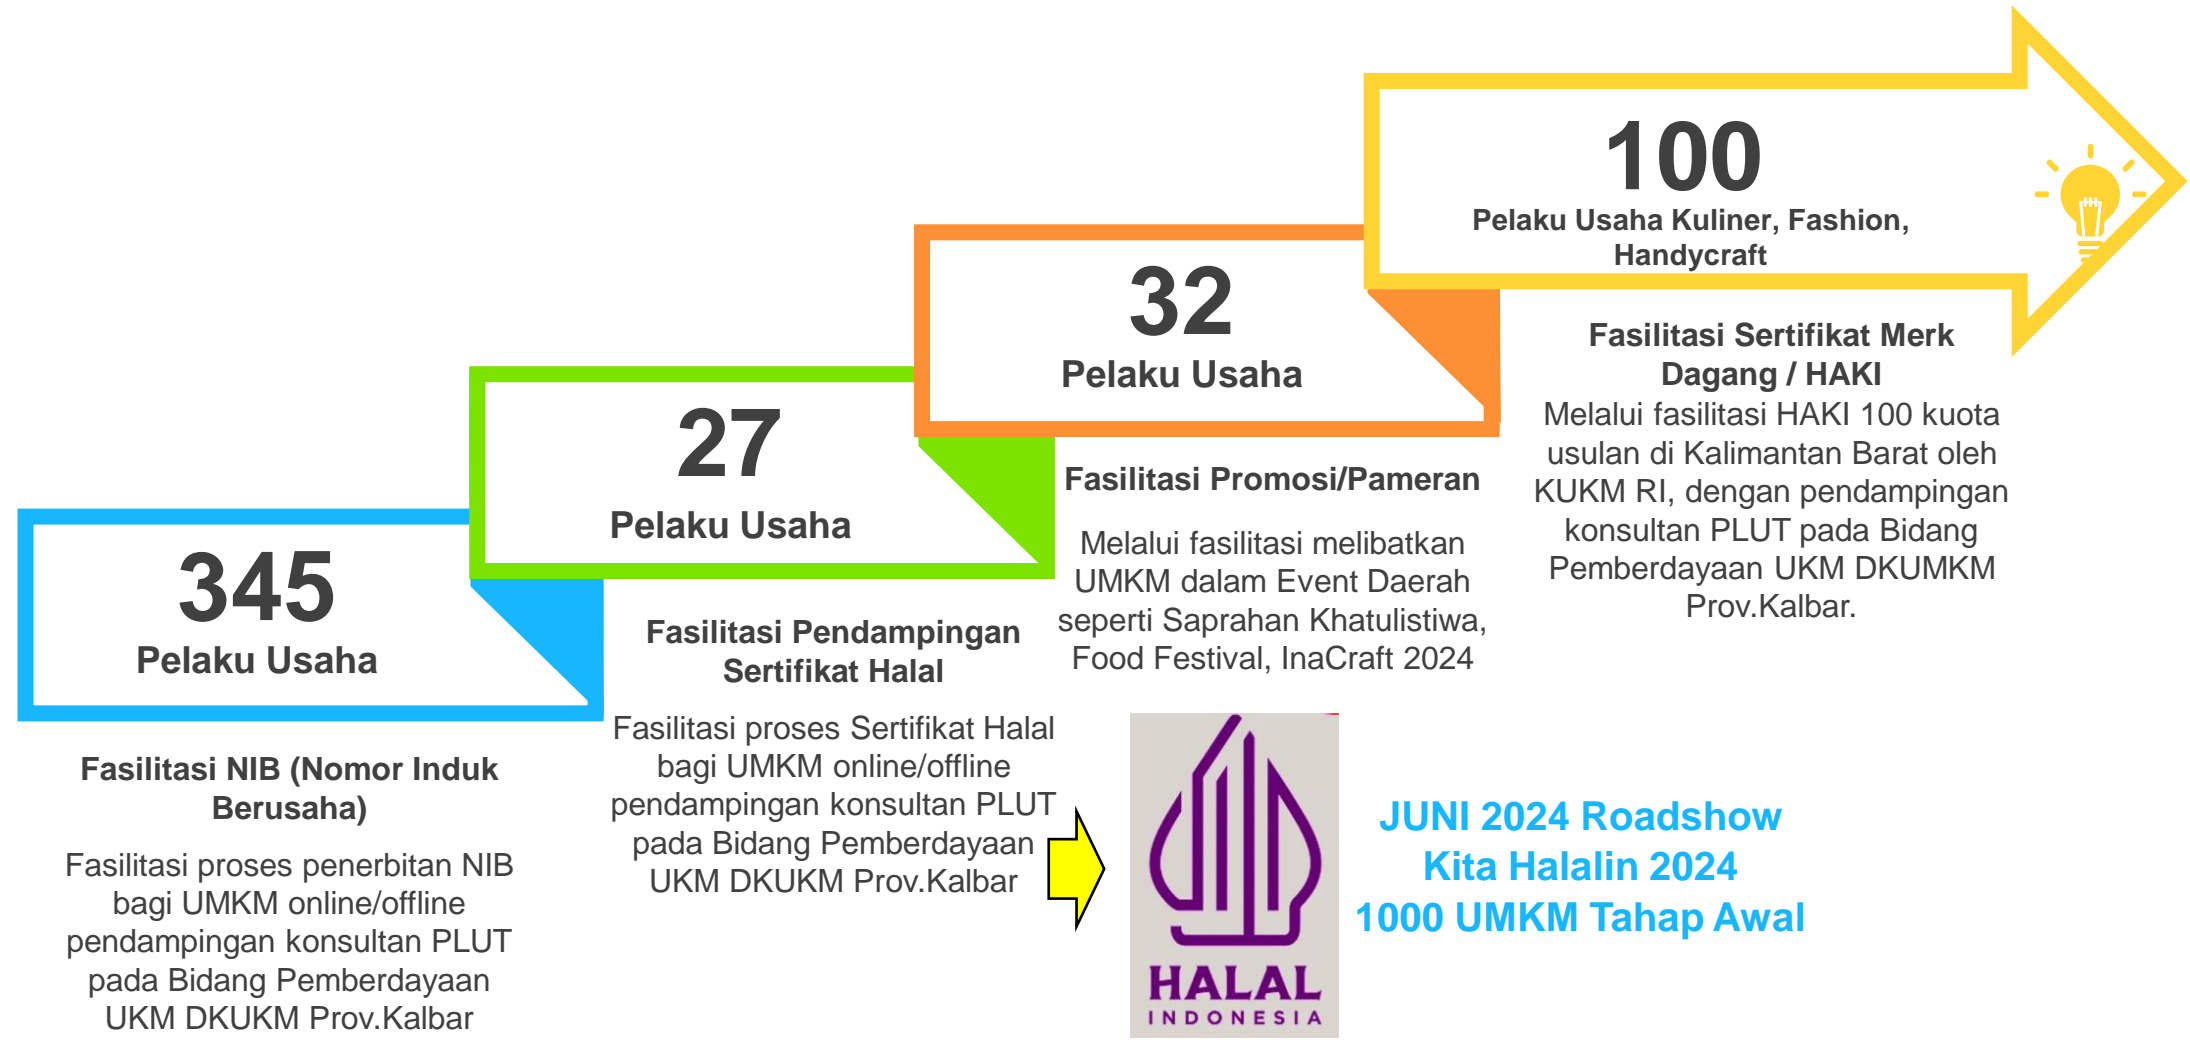 345
Pelaku Usaha
Fasilitasi NIB (Nomor Induk
Berusaha)
Fasilitasi proses penerbitan NIB
bagi UMKM online/offline
pendampingan konsultan PLUT
pada Bidang Pemberdayaan
UKM DKUKM Prov.Kalbar
27
Pelaku Usaha
Fasilitasi Pendampingan
Sertifikat Halal
Fasilitasi proses Sertifikat Halal
bagi UMKM online/offline
pendampingan konsultan PLUT
pada Bidang Pemberdayaan
UKM DKUKM Prov.Kalbar
32
Pelaku Usaha
Fasilitasi Promosi/Pameran
Melalui fasilitasi melibatkan
UMKM dalam Event Daerah
seperti Saprahan Khatulistiwa,
Food Festival, InaCraft 2024
100
Pelaku Usaha Kuliner, Fashion,
Handycraft
Fasilitasi Sertifikat Merk
Dagang / HAKI
Melalui fasilitasi HAKI 100 kuota
usulan di Kalimantan Barat oleh
KUKM RI, dengan pendampingan
konsultan PLUT pada Bidang
Pemberdayaan UKM DKUMKM
Prov.Kalbar.
HALAL
INDONESIA
JUNI 2024 Roadshow
Kita Halalin 2024
1000 UMKM Tahap Awal